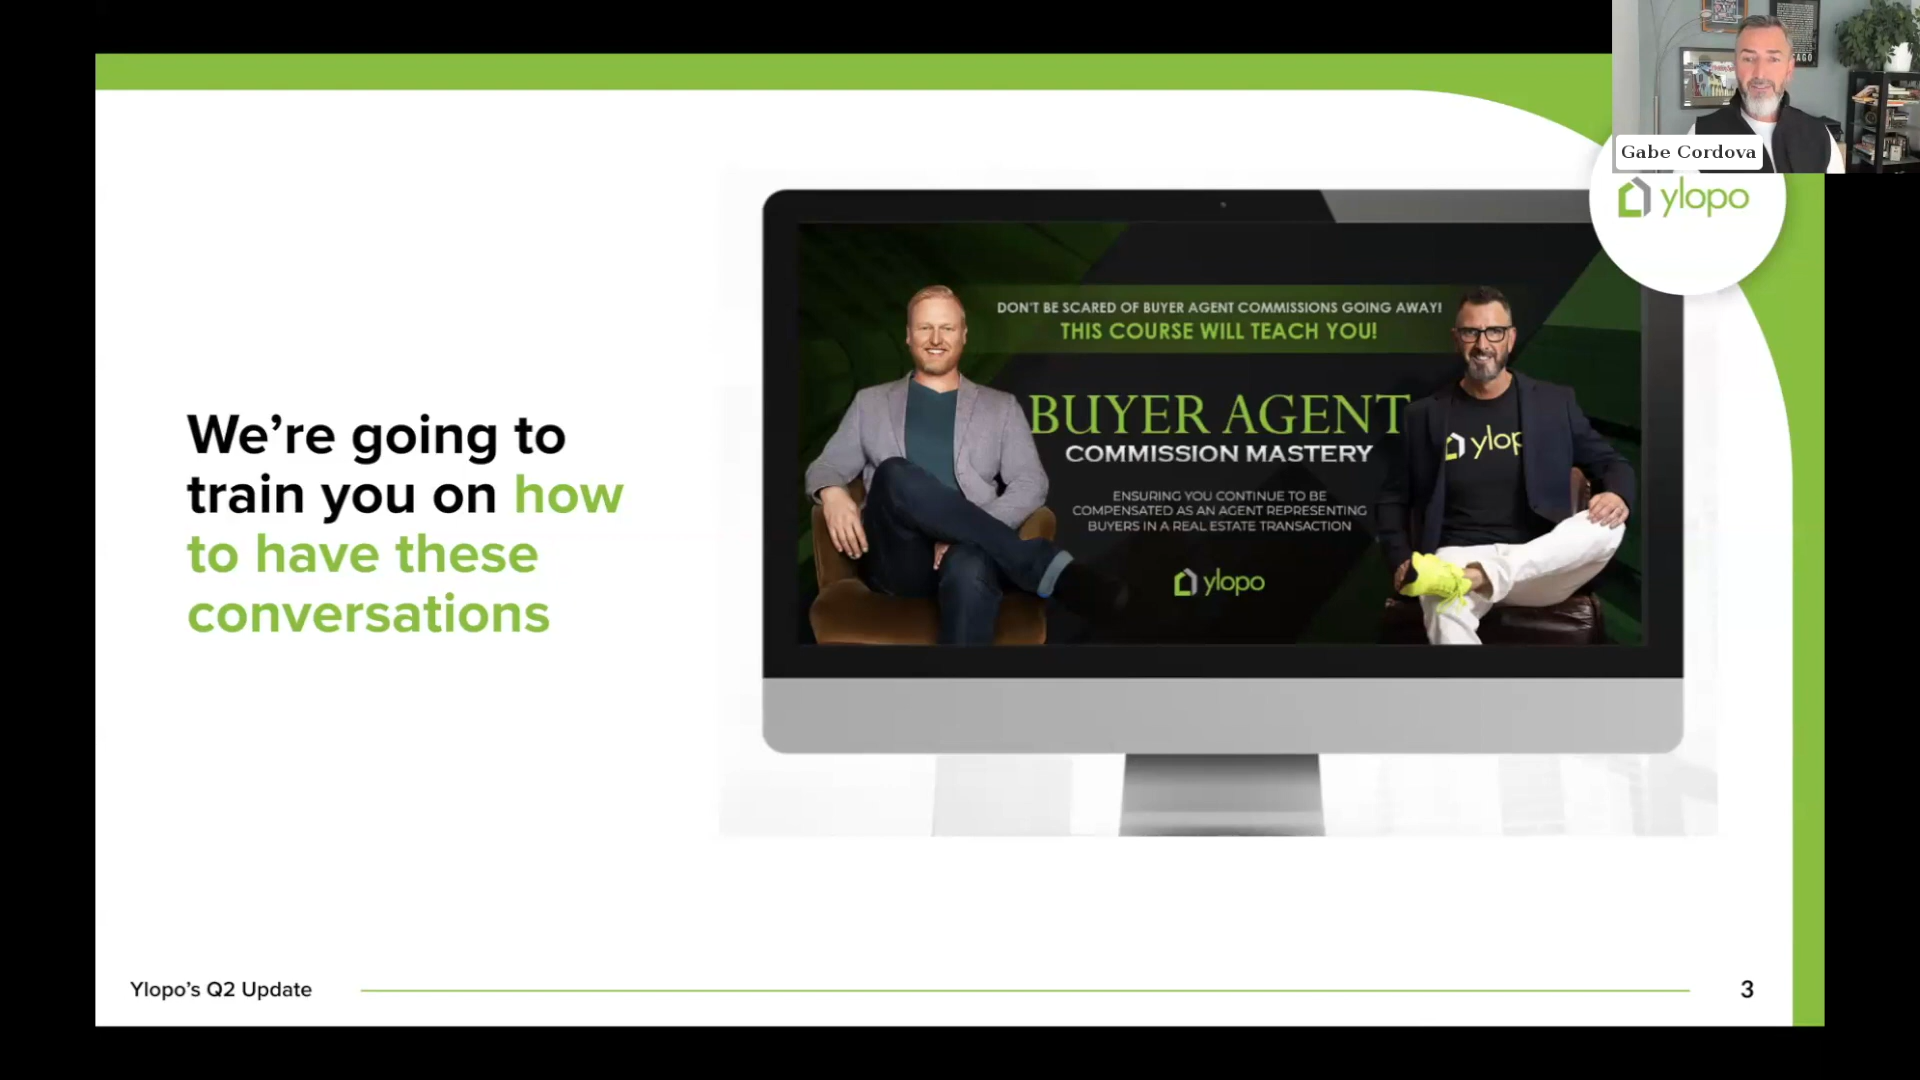 Gabe Cordova
ylopo
DON'T BE SCARED OF BUYER AGENT COMMISSIONS GOING AWAY!
THIS COURSE WILL TEACH YOU!
BUYER AGENT
COMMISSION MASTERY
ylop
ENSURING YOU CONTINUE TO BE
COMPENSATED AS AN AGENT REPRESENTING
BUYERS IN A REAL ESTATE TRANSACTION
ylopo
We’re going to
train you on how
to have these
conversations
Ylopo’s Q2 Update
3